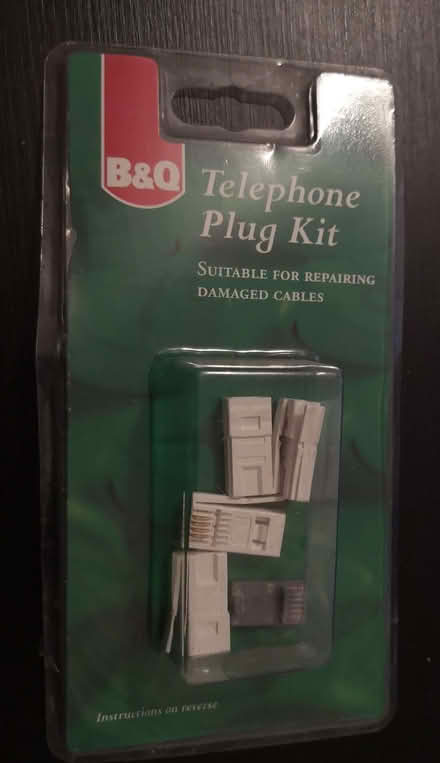 B&Q
Telephone
Plug Kit
SUITABLE FOR REPAIRING
DAMAGED CABLES
Instructions on reverse